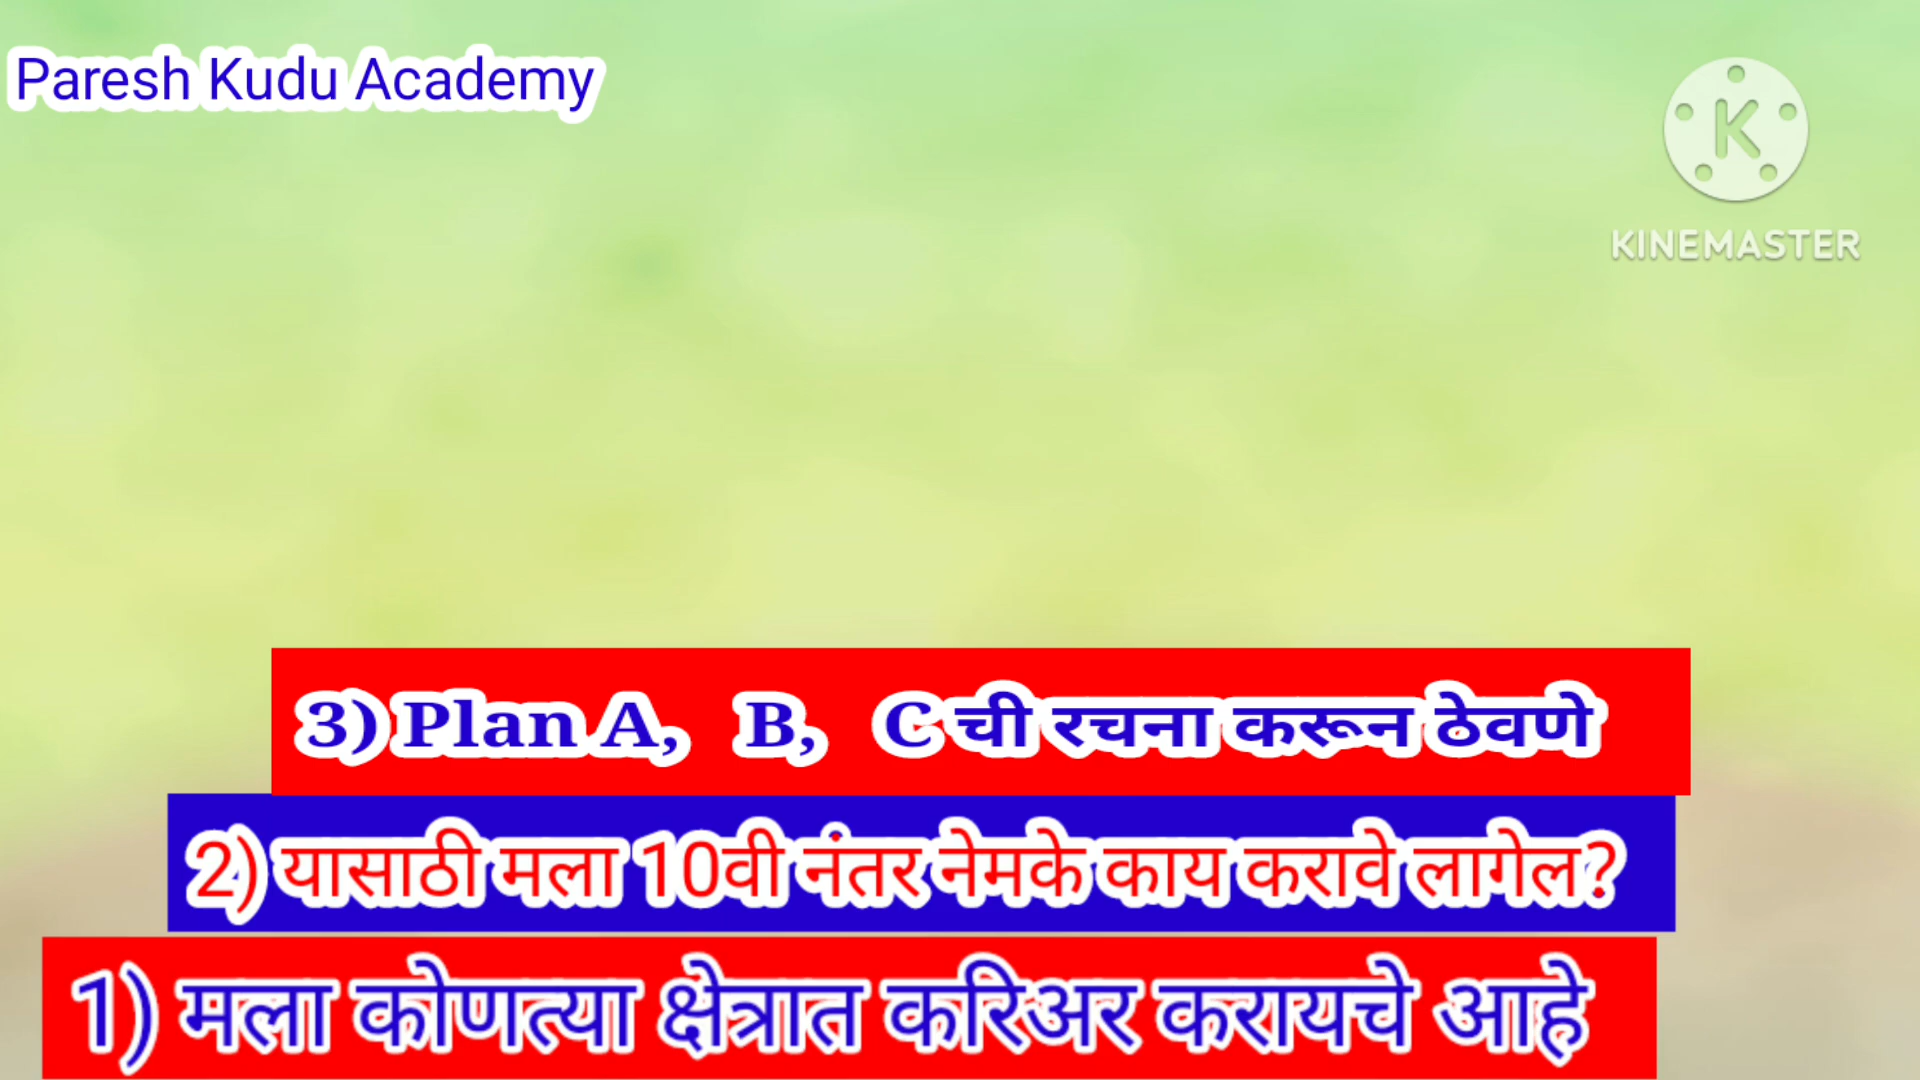 Paresh Kudu Academy
K
KINEMASTER
3) Plan A, B, C ची रचना करून ठेवणे
2) यासाठी मला 10वी नंतर नेमके काय करावे लागेल?
1) मला कोणत्या क्षेत्रात करिअर करायचे आहे